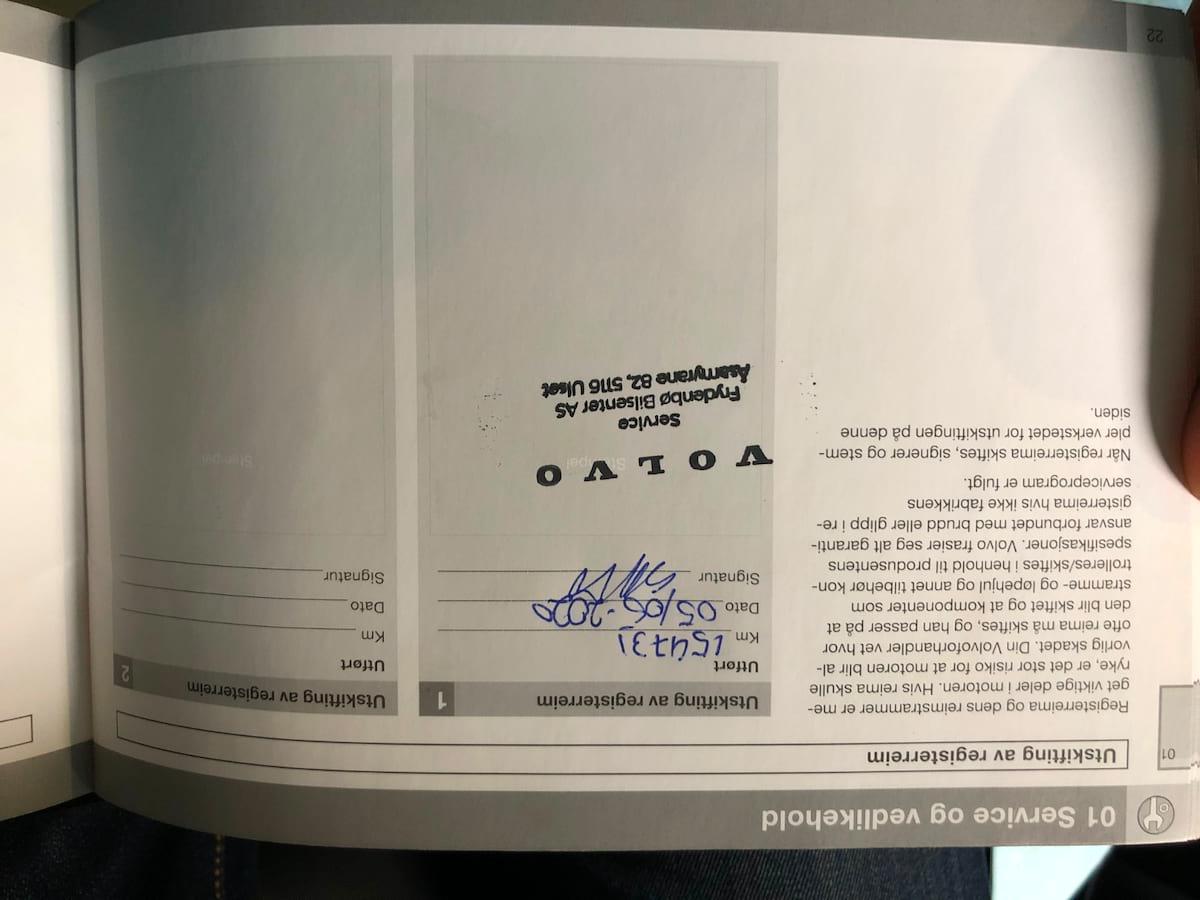 01 Service og vedlikehold
01
Utskifting av registerreim
Registerreima og dens reimstrammer er me-
get viktige deler i motoren. Hvis reima skulle
ryke, er det stor risiko for at motoren blir al-
vorlig skadet. Din Volvoforhandler vet hvor
ofte reima må skiftes, og han passer på at
den blir skiftet og at komponenter som
stramme- og løpehjul og annet tilbehør kon-
trolleres/skiftes i henhold til produsentens
spesifikasjoner. Volvo frasier seg alt garanti-
ansvar forbundet med brudd eller glipp i re-
gisterreima hvis ikke fabrikkens
serviceprogram er fulgt.
Når registerreima skiftes, signerer og stem-
pler verkstedet for utskiftingen på denne
siden.
Utskifting av registerreim 1
Utført
Km 154731
Dato 05/05-2020
Signatur
Stempel
VOLVO
Service
Frydenbø Bilsenter AS
Åsamyrane 82, 5116 Ulset
Utskifting av registerreim 2
Utført
Km
Dato
Signatur
Stempel
22